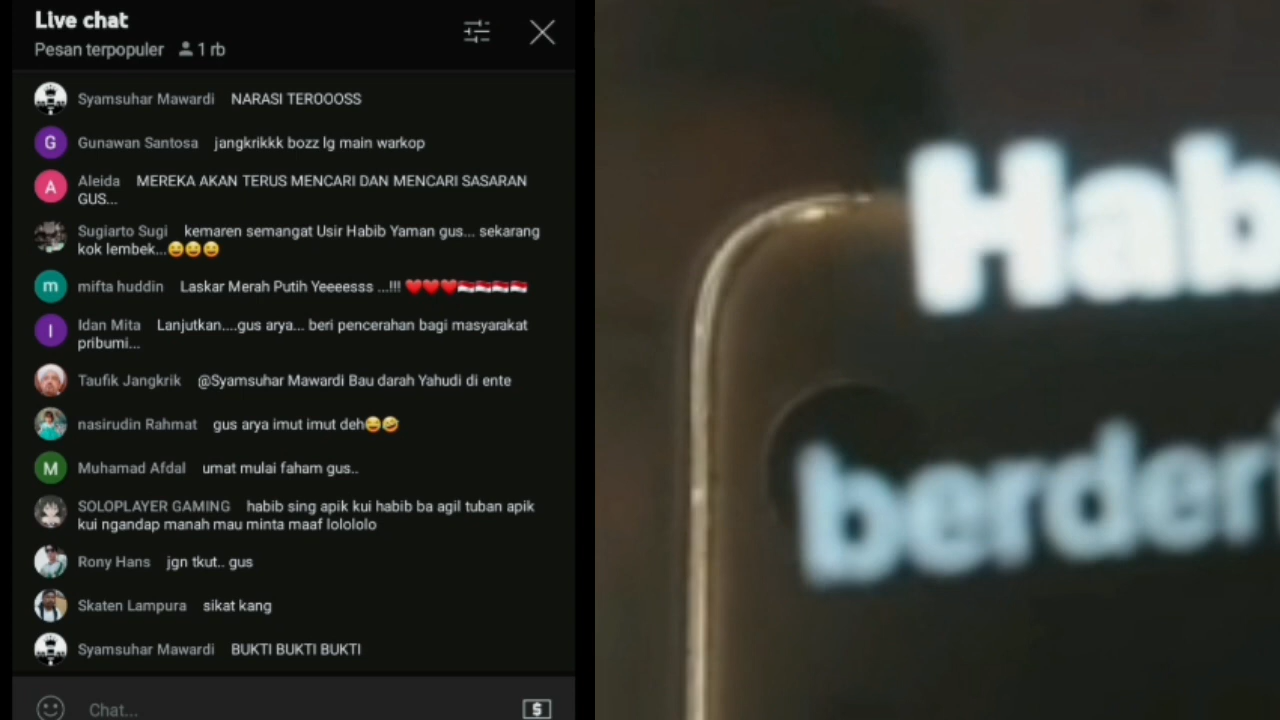 Live chat
Pesan terpopuler 1 rb
Syamsuhar Mawardi NARASI TEROOOSS
G Gunawan Santosa jangkrikkk bozz lg main warkop
A Aleida MEREKA AKAN TERUS MENCARI DAN MENCARI SASARAN
GUS...
Sugiarto Sugi kemaren semangat Usir Habib Yaman gus... sekarang
kok lembek...😅😅😅
m mifta huddin Laskar Merah Putih Yeeeesss ...!!! ❤️❤️❤️🇮🇩🇮🇩🇮🇩🇮🇩
I Idan Mita Lanjutkan....gus arya... beri pencerahan bagi masyarakat
pribumi...
Taufik Jangkrik @Syamsuhar Mawardi Bau darah Yahudi di ente
nasirudin Rahmat gus arya imut imut deh😂🤣
M Muhamad Afdal umat mulai faham gus..
SOLOPLAYER GAMING habib sing apik kui habib ba agil tuban apik
kui ngandap manah mau minta maaf lolololo
Rony Hans jgn tkut.. gus
Skaten Lampura sikat kang
Syamsuhar Mawardi BUKTI BUKTI BUKTI
Chat... $
Hab
berderi